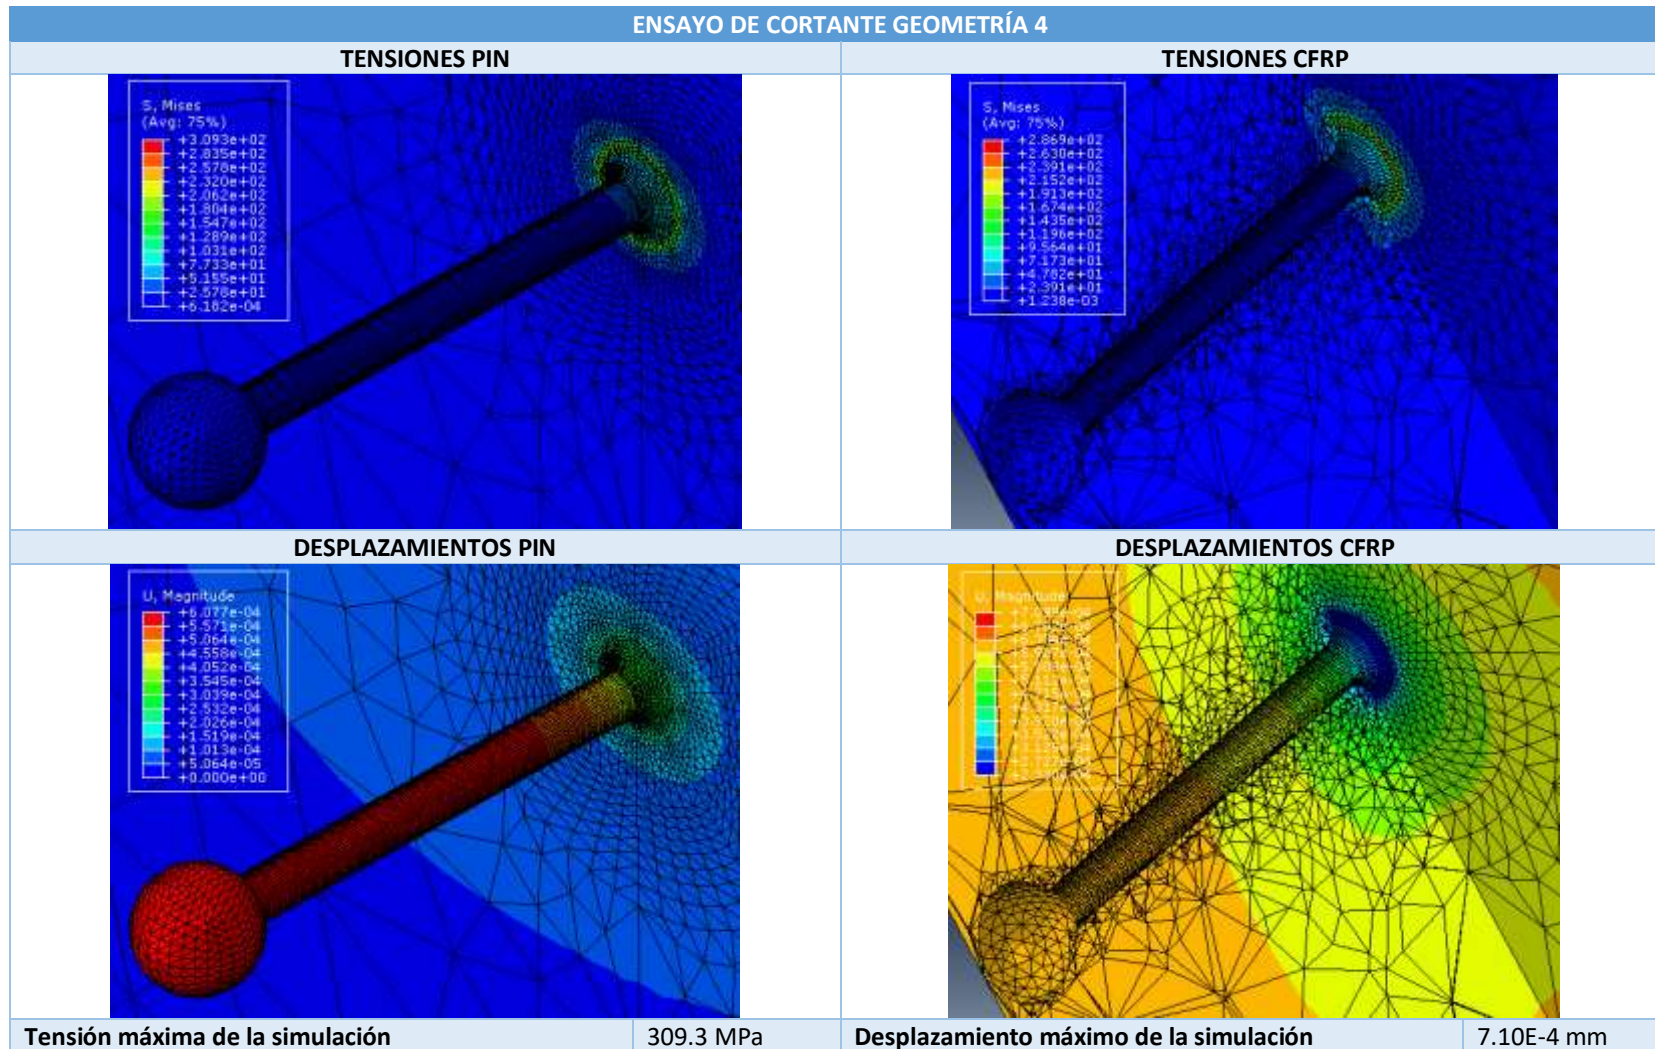 ENSAYO DE CORTANTE GEOMETRÍA 4
TENSIONES PIN
TENSIONES CFRP
S, Mises
(Avg: 75%)
+3.093e+02
+2.835e+02
+2.578e+02
+2.320e+02
+2.062e+02
+1.804e+02
+1.547e+02
+1.289e+02
+1.031e+02
+7.733e+01
+5.155e+01
+2.578e+01
+6.182e-04
S, Mises
(Avg: 75%)
+2.869e+02
+2.630e+02
+2.391e+02
+2.152e+02
+1.913e+02
+1.674e+02
+1.435e+02
+1.196e+02
+9.564e+01
+7.173e+01
+4.782e+01
+2.391e+01
+1.238e-03
DESPLAZAMIENTOS PIN
DESPLAZAMIENTOS CFRP
U, Magnitude
+6.077e-04
+5.571e-04
+5.064e-04
+4.558e-04
+4.052e-04
+3.545e-04
+3.039e-04
+2.532e-04
+2.026e-04
+1.519e-04
+1.013e-04
+5.064e-05
+0.000e+00
U, Magnitude
Tensión máxima de la simulación
309.3 MPa
Desplazamiento máximo de la simulación
7.10E-4 mm